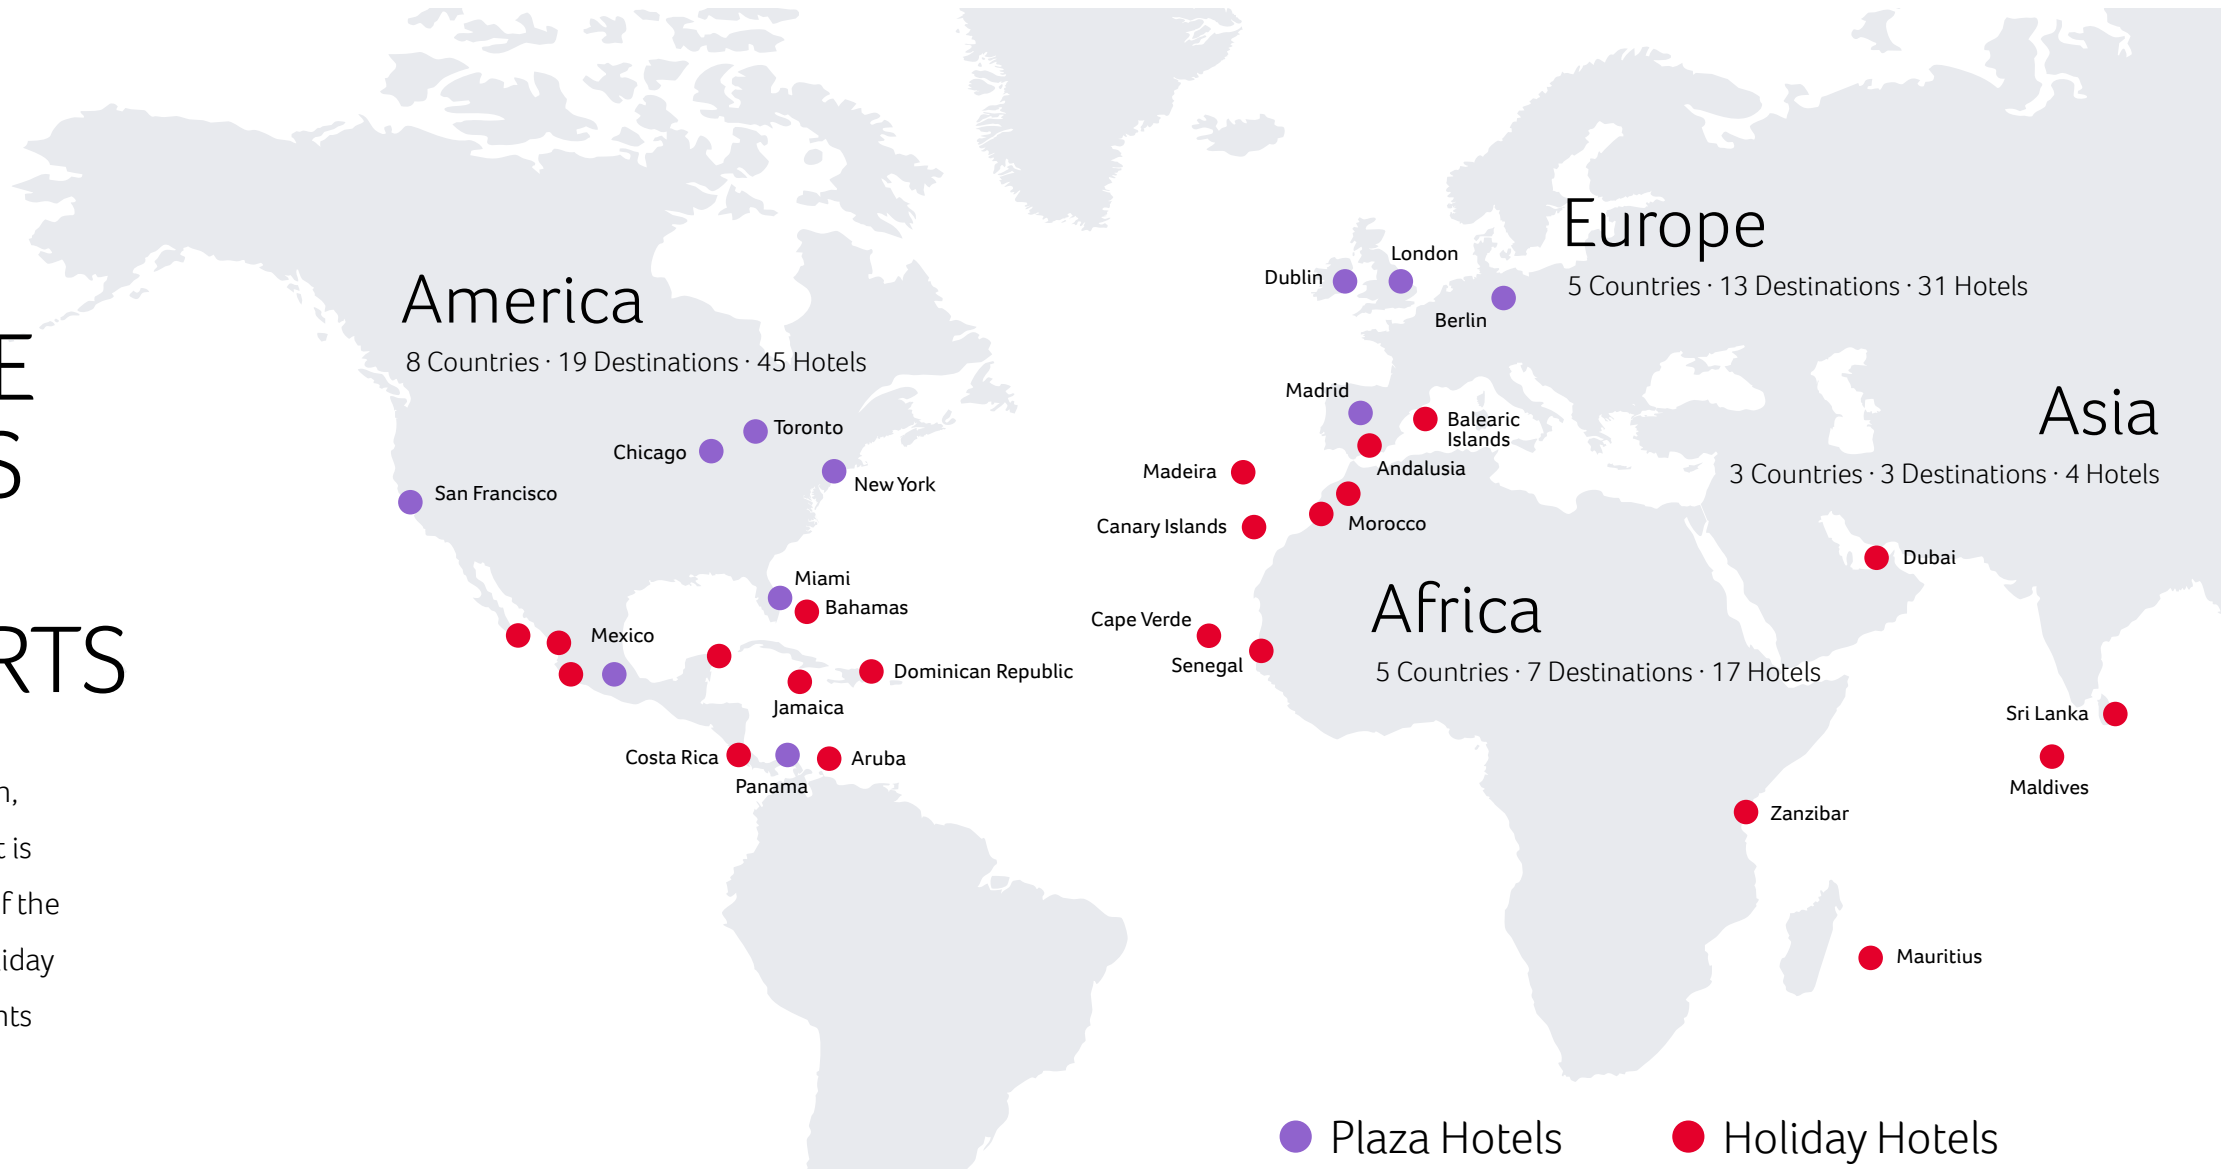 E
S
RTS
n,
t is
f the
iday
nts
America
8 Countries · 19 Destinations · 45 Hotels
Toronto
Chicago
New York
San Francisco
Miami
Bahamas
Mexico
Dominican Republic
Jamaica
Costa Rica
Aruba
Panama
Europe
5 Countries · 13 Destinations · 31 Hotels
London
Dublin
Berlin
Madrid
Balearic
Islands
Andalusia
Madeira
Canary Islands
Morocco
Cape Verde
Senegal
Africa
5 Countries · 7 Destinations · 17 Hotels
Zanzibar
Mauritius
Asia
3 Countries · 3 Destinations · 4 Hotels
Dubai
Sri Lanka
Maldives
Plaza Hotels
Holiday Hotels